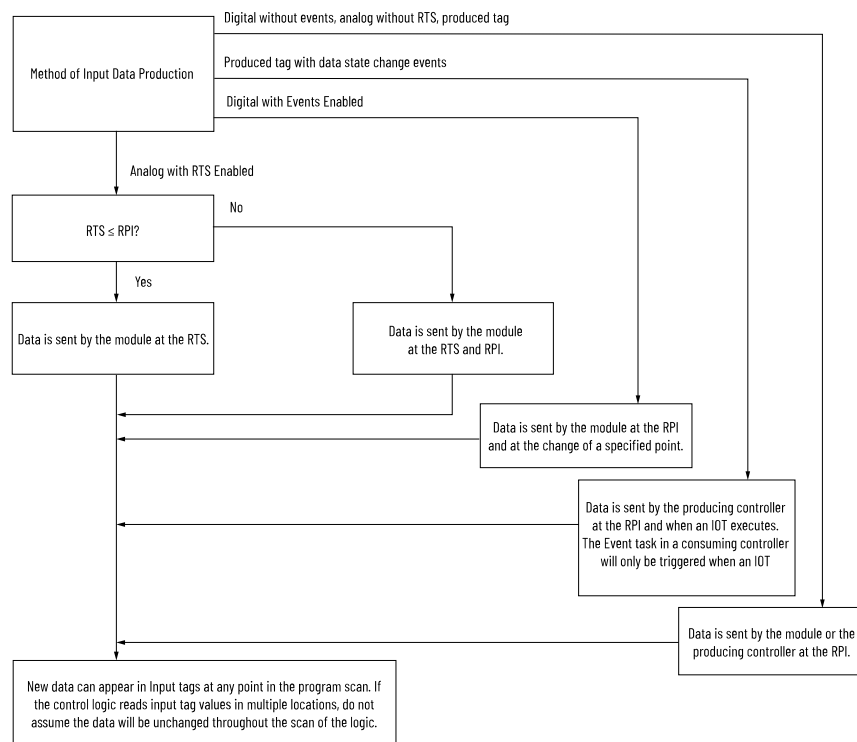 Digital without events, analog without RTS, produced tag
Method of Input Data Production
Produced tag with data state change events
Digital with Events Enabled
Analog with RTS Enabled
RTS ≤ RPI?
No
Yes
Data is sent by the module at the RTS.
Data is sent by the module
at the RTS and RPI.
Data is sent by the module at the RPI
and at the change of a specified point.
Data is sent by the producing controller
at the RPI and when an IOT executes.
The Event task in a consuming controller
will only be triggered when an IOT
Data is sent by the module or the
producing controller at the RPI.
New data can appear in Input tags at any point in the program scan. If
the control logic reads input tag values in multiple locations, do not
assume the data will be unchanged throughout the scan of the logic.